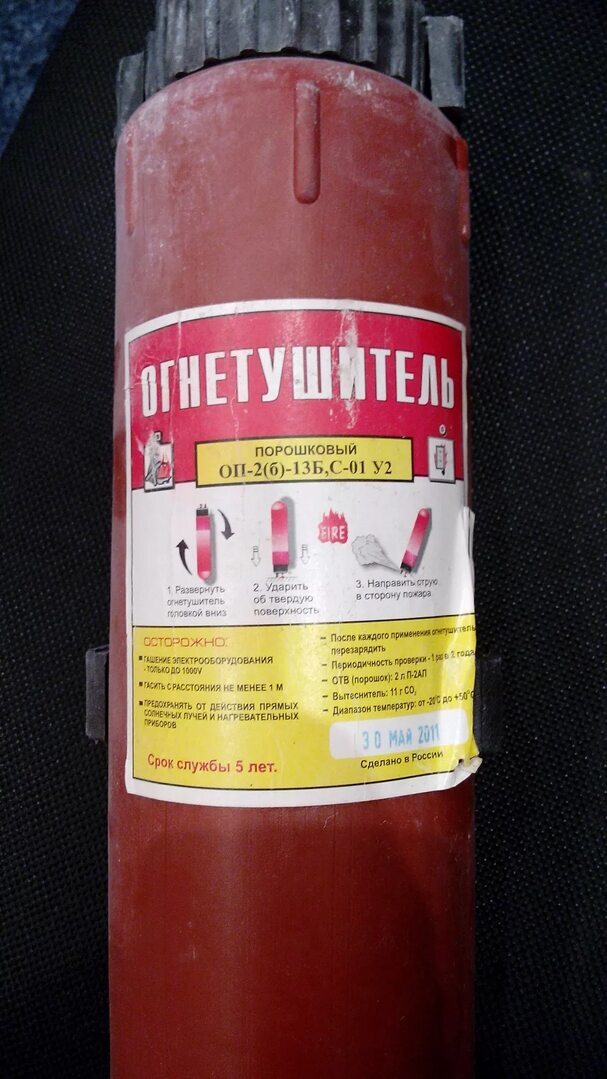 ОГНЕТУШИТЕЛЬ
ПОРОШКОВЫЙ
ОП-2(б)-13Б,С-01 У2
FIRE
1. Развернуть
огнетушитель
головкой вниз
2. Ударить
об твердую
поверхность
3. Направить струю
в сторону пожара.
ОСТОРОЖНО:
ГАШЕНИЕ ЭЛЕКТРООБОРУДОВАНИЯ
- ТОЛЬКО ДО 1000V
ГАСИТЬ С РАССТОЯНИЯ НЕ МЕНЕЕ 1 М
ПРЕДОХРАНЯТЬ ОТ ДЕЙСТВИЯ ПРЯМЫХ
СОЛНЕЧНЫХ ЛУЧЕЙ И НАГРЕВАТЕЛЬНЫХ
ПРИБОРОВ
Срок службы 5 лет.
– После каждого применения огнетушитель
перезарядить
– Периодичность проверки - 1 раз в 2 года
– ОТВ (порошок): 2 л П-2АП
– Вытеснитель: 11 г CO₂
– Диапазон температур: от -20°C до +50°C
30 МАЙ 2011
Сделано в России